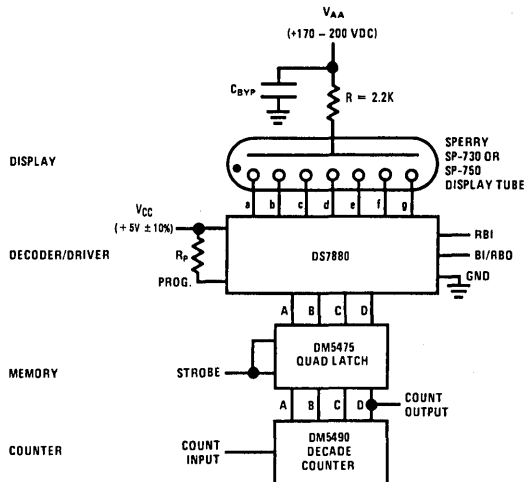 VAA
(+170 – 200 VDC)
CBYP
R = 2.2K
DISPLAY
SPERRY
SP-730 OR
SP-750
DISPLAY TUBE
a b c d e f g
VCC
(+5V ±10%)
RP
PROG.
DECODER/DRIVER
DS7880
RBI
BI/RBO
GND
A B C D
MEMORY
STROBE
DM5475
QUAD LATCH
A B C D
COUNT
OUTPUT
COUNTER
COUNT
INPUT
DM5490
DECADE
COUNTER